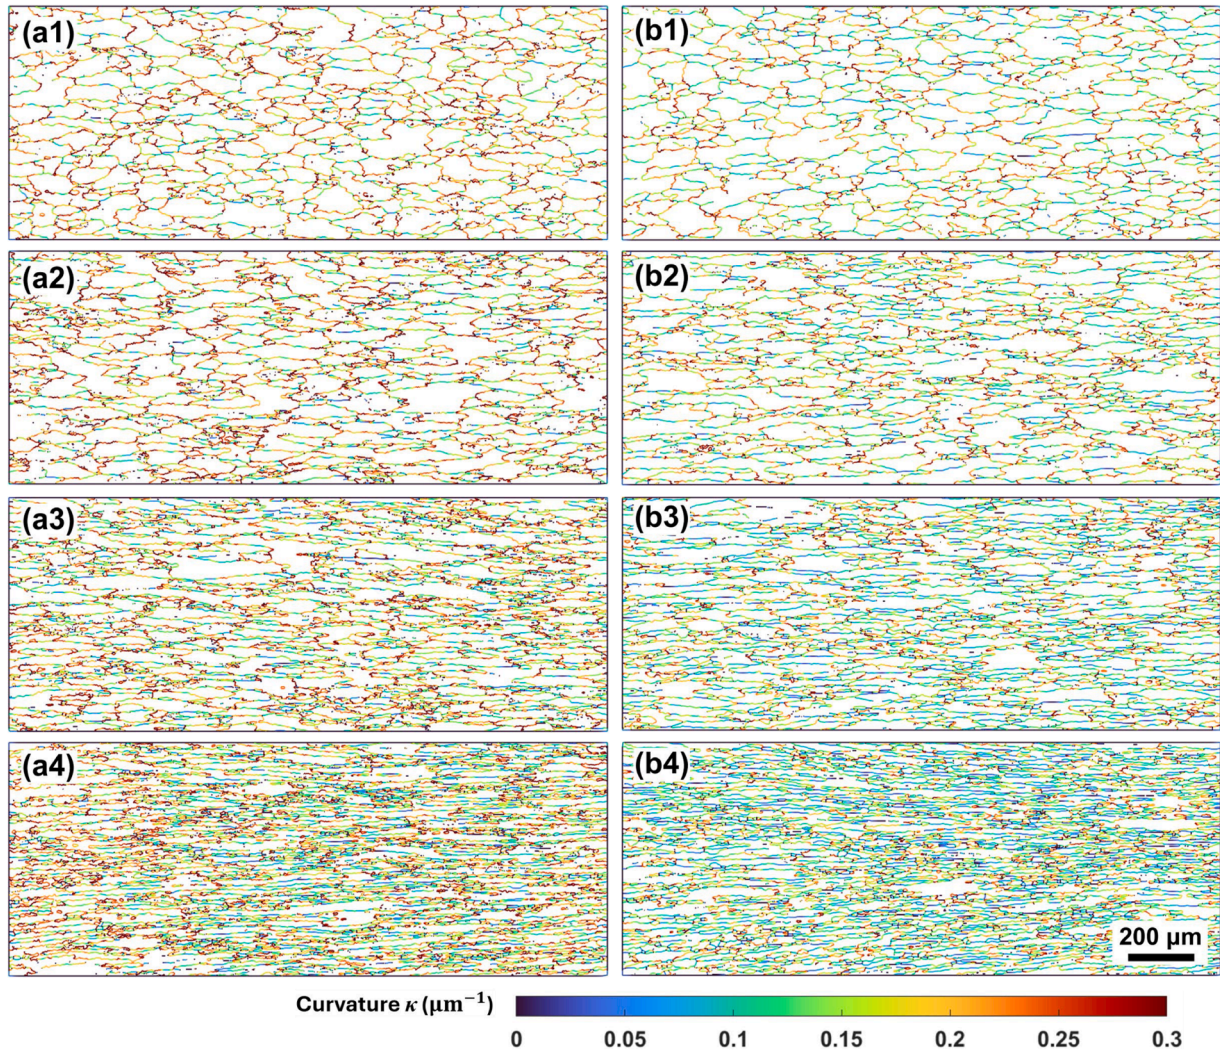 (a1) (b1)
(a2) (b2)
(a3) (b3)
(a4) (b4)
200 μm
Curvature κ (μm⁻¹)
0 0.05 0.1 0.15 0.2 0.25 0.3